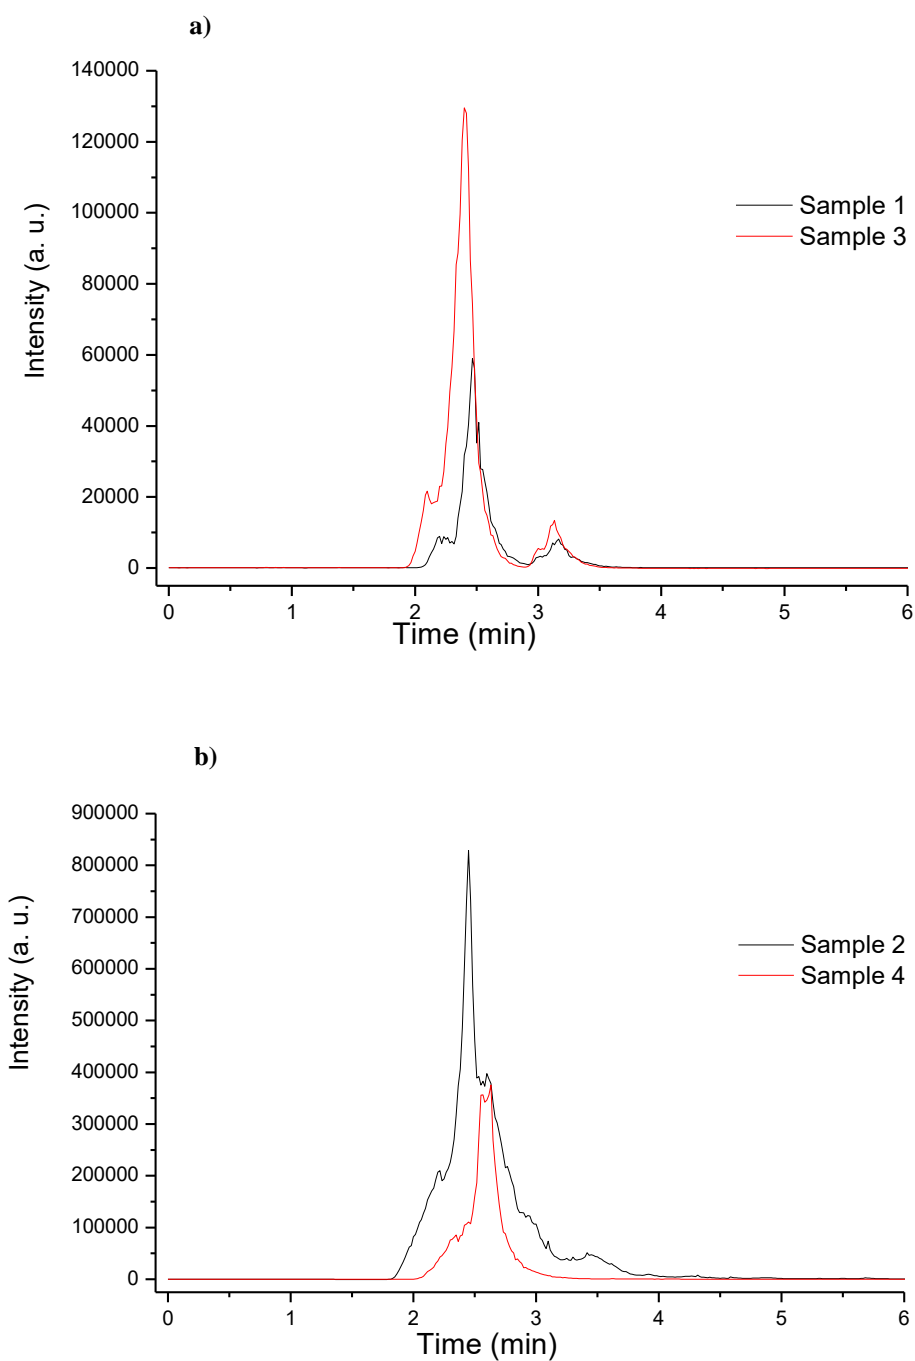 a)
140000
120000
100000
80000
60000
40000
20000
0
Intensity (a. u.)
Sample 1
Sample 3
0 1 2 3 4 5 6
Time (min)
b)
900000
800000
700000
600000
500000
400000
300000
200000
100000
0
Intensity (a. u.)
Sample 2
Sample 4
0 1 2 3 4 5 6
Time (min)